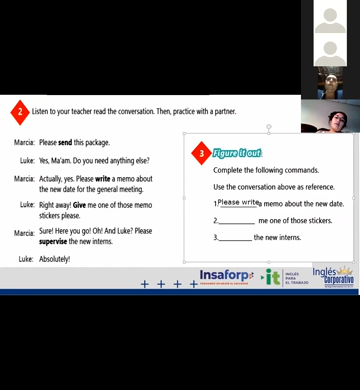 2 Listen to your teacher read the conversation. Then, practice with a partner.
Marcia: Please send this package.
Luke: Yes, Ma'am. Do you need anything else?
Marcia: Actually, yes. Please write a memo about
the new date for the general meeting.
Luke: Right away! Give me one of those memo
stickers please.
Marcia: Sure! Here you go! Oh! And Luke? Please
supervise the new interns.
Luke: Absolutely!
3 Figure it out
Complete the following commands.
Use the conversation above as reference.
1.Please write a memo about the new date.
2.________ me one of those stickers.
3.________ the new interns.
Insaforp
it
INGLÉS
PARA
EL TRABAJO
Inglés
Corporativo